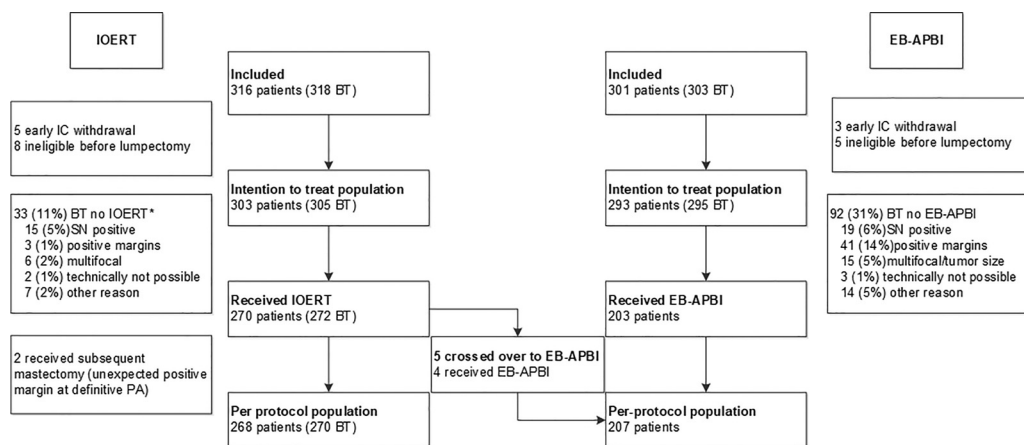 IOERT
EB-APBI
Included
316 patients (318 BT)
Included
301 patients (303 BT)
5 early IC withdrawal
8 ineligible before lumpectomy
3 early IC withdrawal
5 ineligible before lumpectomy
Intention to treat population
303 patients (305 BT)
Intention to treat population
293 patients (295 BT)
33 (11%) BT no IOERT*
15 (5%)SN positive
3 (1%) positive margins
6 (2%) multifocal
2 (1%) technically not possible
7 (2%) other reason
92 (31%) BT no EB-APBI
19 (6%)SN positive
41 (14%)positive margins
15 (5%)multifocal/tumor size
3 (1%) technically not possible
14 (5%) other reason
Received IOERT
270 patients (272 BT)
Received EB-APBI
203 patients
2 received subsequent
mastectomy (unexpected positive
margin at definitive PA)
5 crossed over to EB-APBI
4 received EB-APBI
Per protocol population
268 patients (270 BT)
Per-protocol population
207 patients